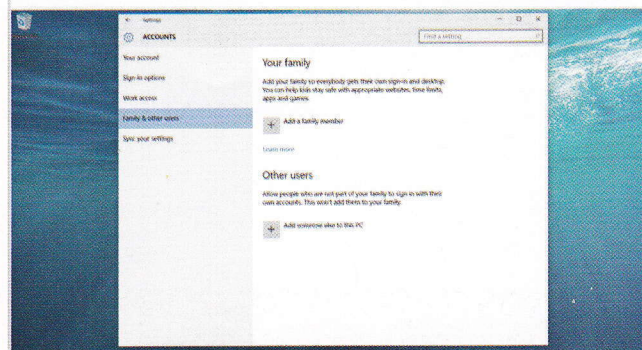 Settings
ACCOUNTS
Find a setting
Your account
Sign-in options
Work access
Family & other users
Sync your settings
Your family
Add your family so everybody gets their own sign-in and desktop.
You can help kids stay safe with appropriate websites, time limits,
apps and games.
Add a family member
Learn more
Other users
Allow people who are not part of your family to sign in with their
own accounts. This won't add them to your family.
Add someone else to this PC